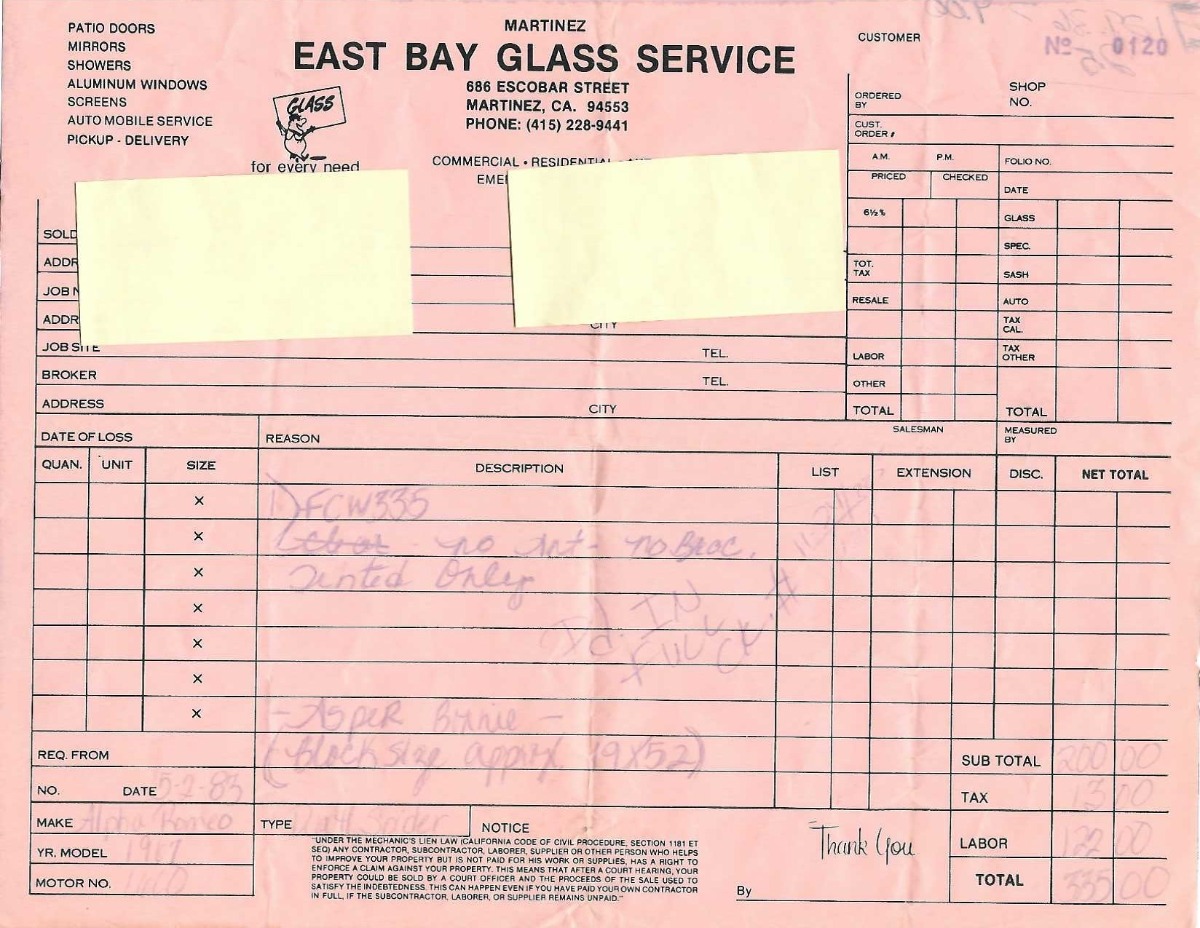 PATIO DOORS
MIRRORS
SHOWERS
ALUMINUM WINDOWS
SCREENS
AUTO MOBILE SERVICE
PICKUP - DELIVERY
GLASS
for every need
MARTINEZ
EAST BAY GLASS SERVICE
686 ESCOBAR STREET
MARTINEZ, CA. 94553
PHONE: (415) 228-9441
COMMERCIAL • RESIDENTIAL
CUSTOMER
Nº 0120
ORDERED BY
SHOP NO.
CUST. ORDER #
A.M. P.M.
FOLIO NO.
PRICED CHECKED
DATE
6½%
GLASS
SPEC.
TOT. TAX
SASH
RESALE
AUTO
TAX CAL.
LABOR
TAX OTHER
OTHER
TOTAL
TOTAL
SOLD
ADDR
JOB
ADDR
CITY
JOB SITE
TEL.
BROKER
TEL.
ADDRESS
CITY
SALESMAN
MEASURED BY
DATE OF LOSS
REASON
QUAN. UNIT SIZE DESCRIPTION LIST EXTENSION DISC. NET TOTAL
X
1) FCW335
X
clear no Ant- no Brac.
X
Tinted Only
X
Pd. IN
FULL
CK #
X
X
X
- As per Binnie -
(Block size approx. 19X52)
REQ. FROM
NO. DATE 5-2-83
MAKE Alpha Romeo
TYPE Spider
YR. MODEL 1967
MOTOR NO.
NOTICE
"UNDER THE MECHANIC'S LIEN LAW (CALIFORNIA CODE OF CIVIL PROCEDURE, SECTION 1181 ET
SEQ) ANY CONTRACTOR, SUBCONTRACTOR, LABORER, SUPPLIER OR OTHER PERSON WHO HELPS
TO IMPROVE YOUR PROPERTY BUT IS NOT PAID FOR HIS WORK OR SUPPLIES, HAS A RIGHT TO
ENFORCE A CLAIM AGAINST YOUR PROPERTY. THIS MEANS THAT AFTER A COURT HEARING, YOUR
PROPERTY COULD BE SOLD BY A COURT OFFICER AND THE PROCEEDS OF THE SALE USED TO
SATISFY THE INDEBTEDNESS. THIS CAN HAPPEN EVEN IF YOU HAVE PAID YOUR OWN CONTRACTOR
IN FULL, IF THE SUBCONTRACTOR, LABORER, OR SUPPLIER REMAINS UNPAID."
Thank You
By
SUB TOTAL 200 00
TAX 13 00
LABOR 122 00
TOTAL 335 00